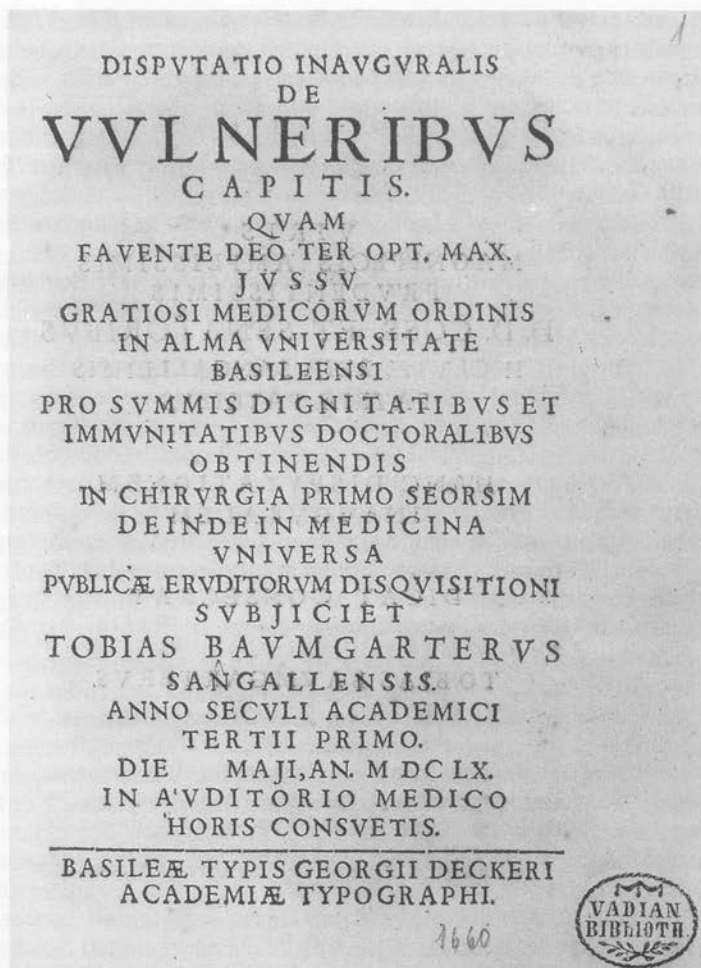 1
DISPVTATIO INAVGVRALIS
DE
VVLNERIBVS
CAPITIS.
QVAM
FAVENTE DEO TER OPT. MAX.
JVSSV
GRATIOSI MEDICORVM ORDINIS
IN ALMA VNIVERSITATE
BASILEENSI
PRO SVMMIS DIGNITATIBVS ET
IMMVNITATIBVS DOCTORALIBVS
OBTINENDIS
IN CHIRVRGIA PRIMO SEORSIM
DEINDE IN MEDICINA
VNIVERSA
PVBLICÆ ERVDITORVM DISQVISITIONI
SVBJICIET
TOBIAS BAVMGARTERVS
SANGALLENSIS.
ANNO SECVLI ACADEMICI
TERTII PRIMO.
DIE MAJI, AN. M DC LX.
IN AVDITORIO MEDICO
HORIS CONSVETIS.
BASILEÆ TYPIS GEORGII DECKERI
ACADEMIÆ TYPOGRAPHI.
1660
VADIAN
BIBLIOTH.